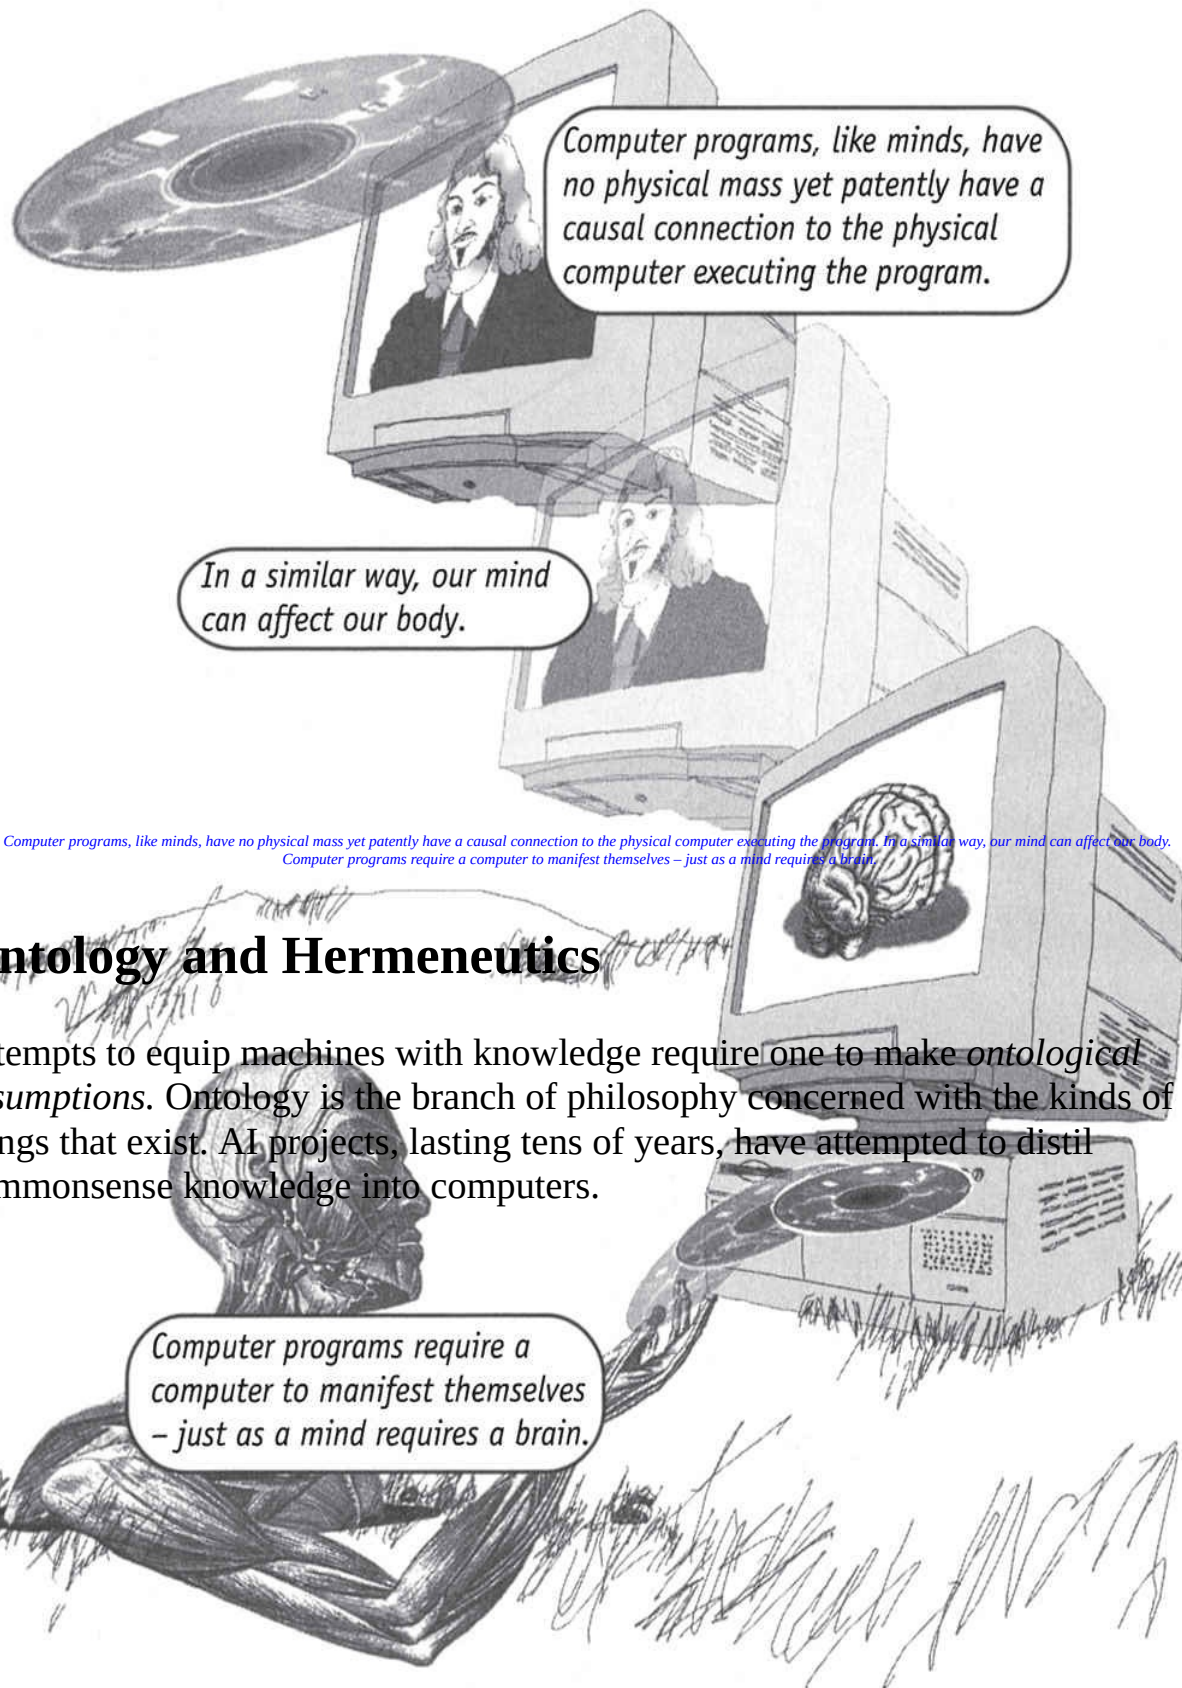 Computer programs, like minds, have
no physical mass yet patently have a
causal connection to the physical
computer executing the program.
In a similar way, our mind
can affect our body.
Computer programs, like minds, have no physical mass yet patently have a causal connection to the physical computer executing the program. In a similar way, our mind can affect our body.
Computer programs require a computer to manifest themselves – just as a mind requires a brain.
ntology and Hermeneutics
tempts to equip machines with knowledge require one to make ontological
sumptions. Ontology is the branch of philosophy concerned with the kinds of
ngs that exist. AI projects, lasting tens of years, have attempted to distil
mmonsense knowledge into computers.
Computer programs require a
computer to manifest themselves
– just as a mind requires a brain.